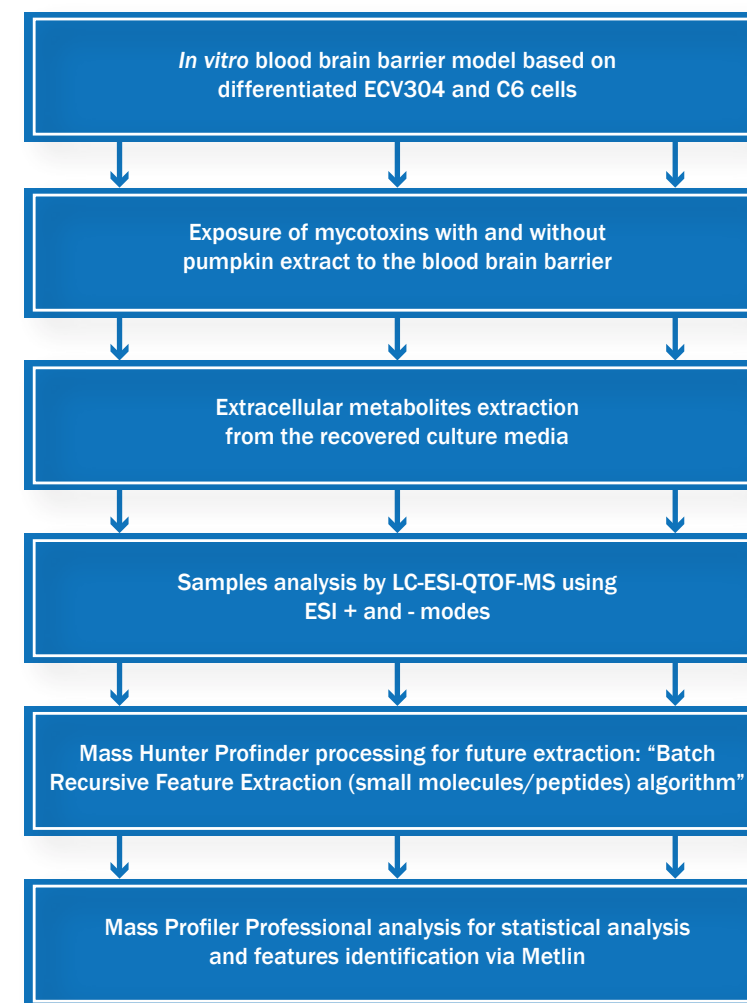 In vitro blood brain barrier model based on
differentiated ECV304 and C6 cells
Exposure of mycotoxins with and without
pumpkin extract to the blood brain barrier
Extracellular metabolites extraction
from the recovered culture media
Samples analysis by LC-ESI-QTOF-MS using
ESI + and - modes
Mass Hunter Profinder processing for future extraction: “Batch
Recursive Feature Extraction (small molecules/peptides) algorithm”
Mass Profiler Professional analysis for statistical analysis
and features identification via Metlin